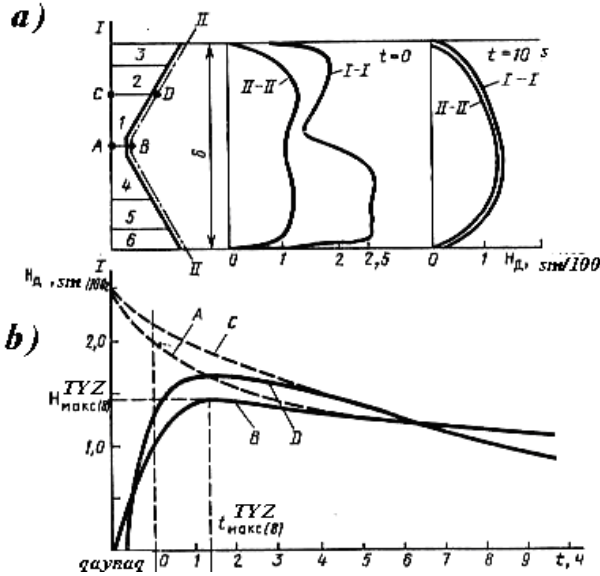 a)
I
II
3
2
C
D
1
A
B
4
5
6
II
δ
t=0
II-II
I-I
0
1
2
2,5
H_Д, sm/100
t=10 s
I-I
II-II
0
1
b)
I
H_Д, sm/100
A
C
2,0
H^TYZ_макс(В)
1,0
B
D
t^TYZ_макс(В)
qaynaq
0
1
2
3
4
5
6
7
8
9
t, ч